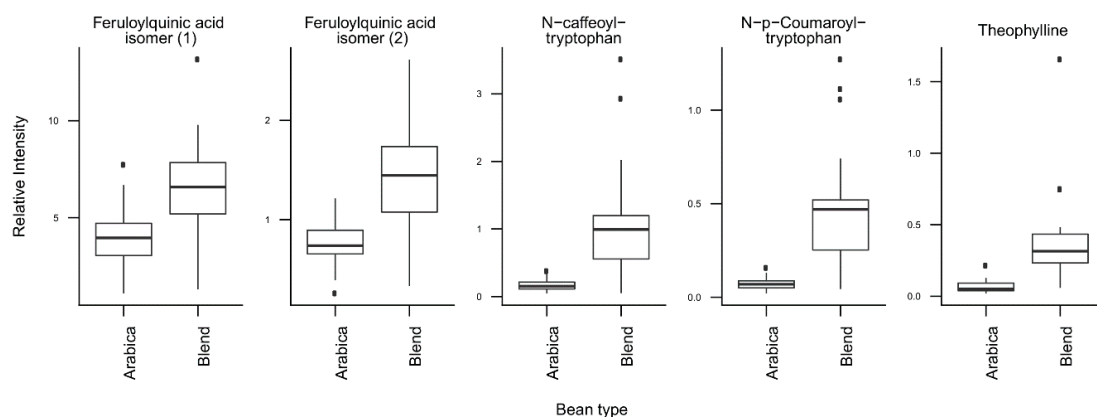 Feruloylquinic acid
isomer (1)
Feruloylquinic acid
isomer (2)
N-caffeoyl-
tryptophan
N-p-Coumaroyl-
tryptophan
Theophylline
Relative Intensity
10
5
2
1
3
2
1
0
1.0
0.5
0.0
1.5
0.5
0.0
Arabica
Blend
Arabica
Blend
Arabica
Blend
Arabica
Blend
Arabica
Blend
Bean type